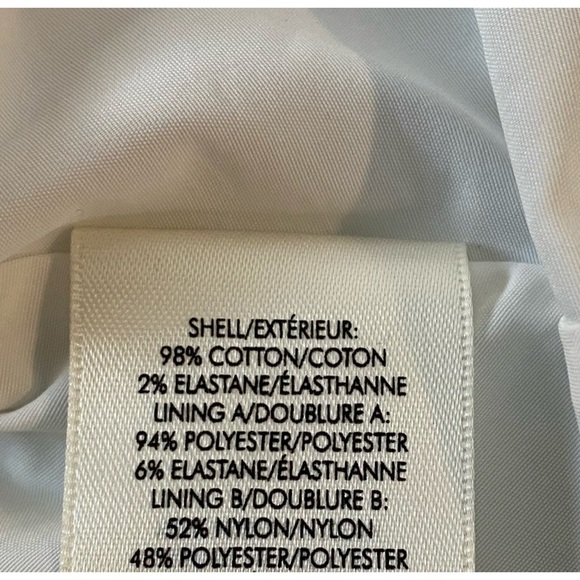 SHELL/EXTÉRIEUR:
98% COTTON/COTON
2% ELASTANE/ÉLASTHANNE
LINING A/DOUBLURE A:
94% POLYESTER/POLYESTER
6% ELASTANE/ÉLASTHANNE
LINING B/DOUBLURE B:
52% NYLON/NYLON
48% POLYESTER/POLYESTER